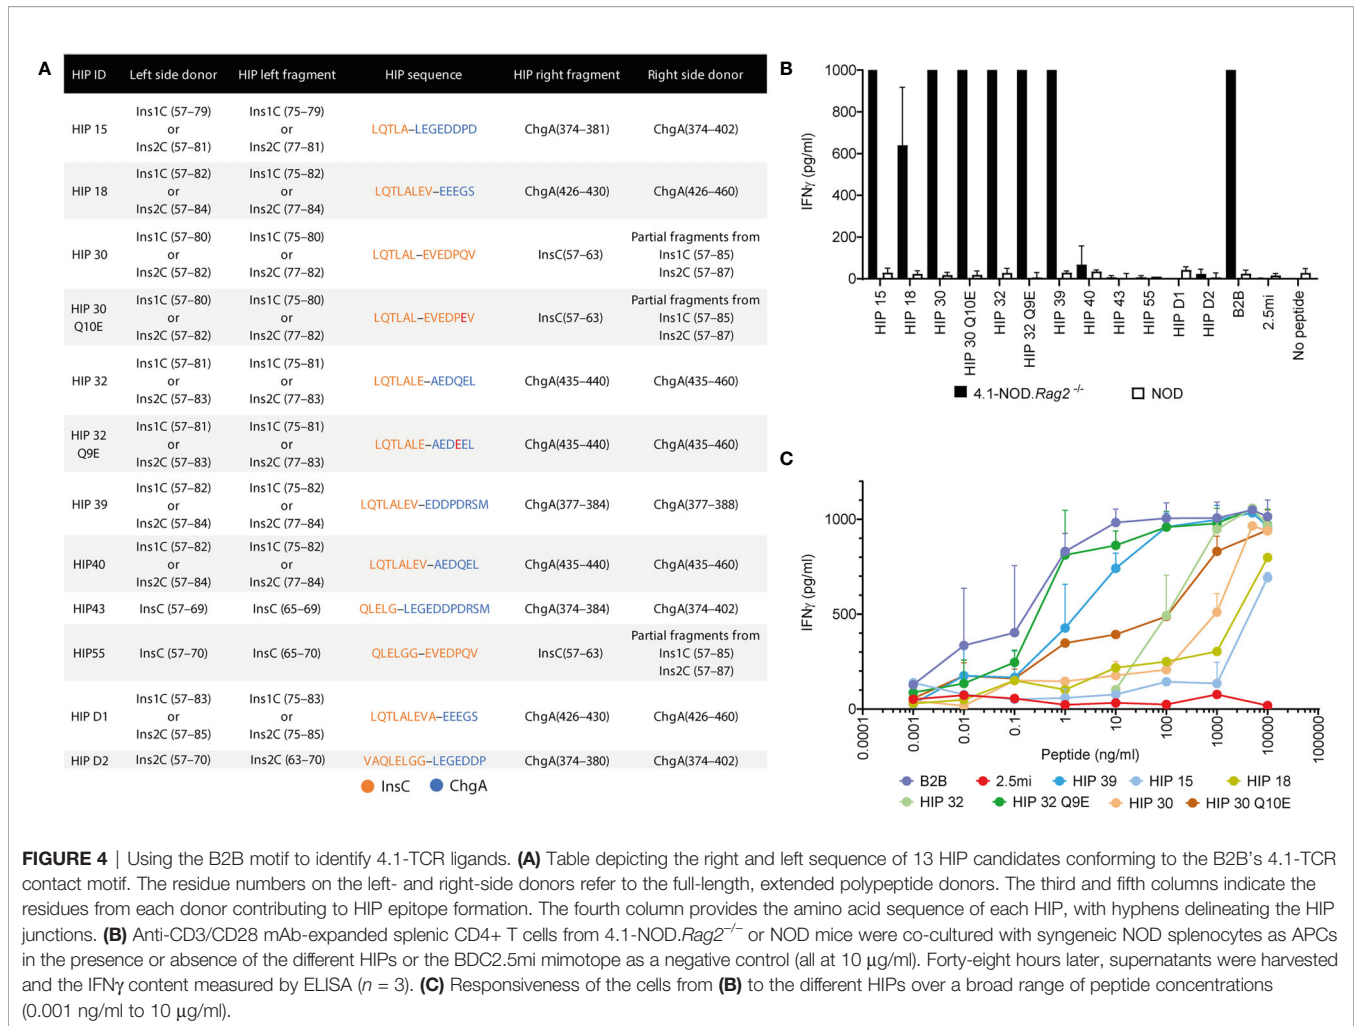 A
HIP ID Left side donor HIP left fragment HIP sequence HIP right fragment Right side donor
Ins1C (57–79) Ins1C (75–79)
HIP 15 or or LQTLA–LEGEDDPD ChgA(374–381) ChgA(374–402)
Ins2C (57–81) Ins2C (77–81)
Ins1C (57–82) Ins1C (75–82)
HIP 18 or or LQTLALEV–EEEGS ChgA(426–430) ChgA(426–460)
Ins2C (57–84) Ins2C (77–84)
Ins1C (57–80) Ins1C (75–80) Partial fragments from
HIP 30 or or LQTLAL–EVEDPQV InsC(57–63) Ins1C (57–85)
Ins2C (57–82) Ins2C (77–82) Ins2C (57–87)
HIP 30 Ins1C (57–80) Ins1C (75–80) Partial fragments from
Q10E or or LQTLAL–EVEDPEV InsC(57–63) Ins1C (57–85)
Ins2C (57–82) Ins2C (77–82) Ins2C (57–87)
Ins1C (57–81) Ins1C (75–81)
HIP 32 or or LQTLALE–AEDQEL ChgA(435–440) ChgA(435–460)
Ins2C (57–83) Ins2C (77–83)
HIP 32 Ins1C (57–81) Ins1C (75–81)
Q9E or or LQTLALE–AEDEEL ChgA(435–440) ChgA(435–460)
Ins2C (57–83) Ins2C (77–83)
Ins1C (57–82) Ins1C (75–82)
HIP 39 or or LQTLALEV–EDDPDRSM ChgA(377–384) ChgA(377–388)
Ins2C (57–84) Ins2C (77–84)
Ins1C (57–82) Ins1C (75–82)
HIP40 or or LQTLALEV–AEDQEL ChgA(435–440) ChgA(435–460)
Ins2C (57–84) Ins2C (77–84)
HIP43 InsC (57–69) InsC (65–69) QLELG–LEGEDDPDRSM ChgA(374–384) ChgA(374–402)
Partial fragments from
HIP55 InsC (57–70) InsC (65–70) QLELGG–EVEDPQV InsC(57–63) Ins1C (57–85)
Ins2C (57–87)
Ins1C (57–83) Ins1C (75–83)
HIP D1 or or LQTLALEVA–EEEGS ChgA(426–430) ChgA(426–460)
Ins2C (57–85) Ins2C (75–85)
HIP D2 Ins2C (57–70) Ins2C (63–70) VAQLELGG–LEGEDDP ChgA(374–380) ChgA(374–402)
InsC ChgA
B
IFNγ (pg/ml)
1000
800
600
400
200
0
HIP 15
HIP 18
HIP 30
HIP 30 Q10E
HIP 32
HIP 32 Q9E
HIP 39
HIP 40
HIP 43
HIP 55
HIP D1
HIP D2
B2B
2.5mi
No peptide
4.1-NOD.Rag2 -/- NOD
C
IFNγ (pg/ml)
1000
500
0
0.0001
0.001
0.01
0.1
1
10
100
1000
10000
100000
Peptide (ng/ml)
B2B 2.5mi HIP 39 HIP 15 HIP 18
HIP 32 HIP 32 Q9E HIP 30 HIP 30 Q10E
FIGURE 4 | Using the B2B motif to identify 4.1-TCR ligands. (A) Table depicting the right and left sequence of 13 HIP candidates conforming to the B2B's 4.1-TCR
contact motif. The residue numbers on the left- and right-side donors refer to the full-length, extended polypeptide donors. The third and fifth columns indicate the
residues from each donor contributing to HIP epitope formation. The fourth column provides the amino acid sequence of each HIP, with hyphens delineating the HIP
junctions. (B) Anti-CD3/CD28 mAb-expanded splenic CD4+ T cells from 4.1-NOD.Rag2−/− or NOD mice were co-cultured with syngeneic NOD splenocytes as APCs
in the presence or absence of the different HIPs or the BDC2.5mi mimotope as a negative control (all at 10 μg/ml). Forty-eight hours later, supernatants were harvested
and the IFNγ content measured by ELISA (n = 3). (C) Responsiveness of the cells from (B) to the different HIPs over a broad range of peptide concentrations
(0.001 ng/ml to 10 μg/ml).